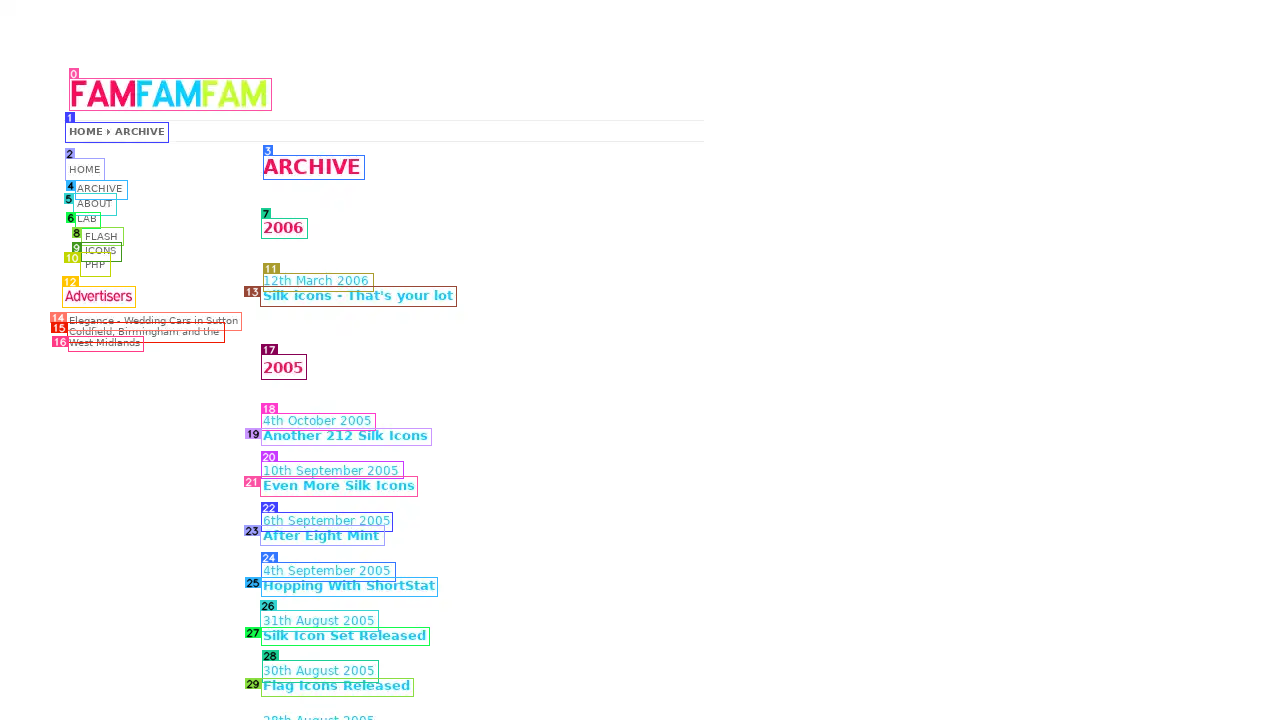 FAMFAMFAM
HOME ARCHIVE
HOME
ARCHIVE
ABOUT
LAB
FLASH
ICONS
PHP
Advertisers
Elegance - Wedding Cars in Sutton
Coldfield, Birmingham and the
West Midlands
ARCHIVE
2006
12th March 2006
Silk icons - That's your lot
2005
4th October 2005
Another 212 Silk Icons
10th September 2005
Even More Silk Icons
6th September 2005
After Eight Mint
4th September 2005
Hopping With ShortStat
31th August 2005
Silk Icon Set Released
30th August 2005
Flag Icons Released
28th August 2005
0
1
2
3
4
5
6
7
8
9
10
11
12
13
14
15
16
17
18
19
20
21
22
23
24
25
26
27
28
29